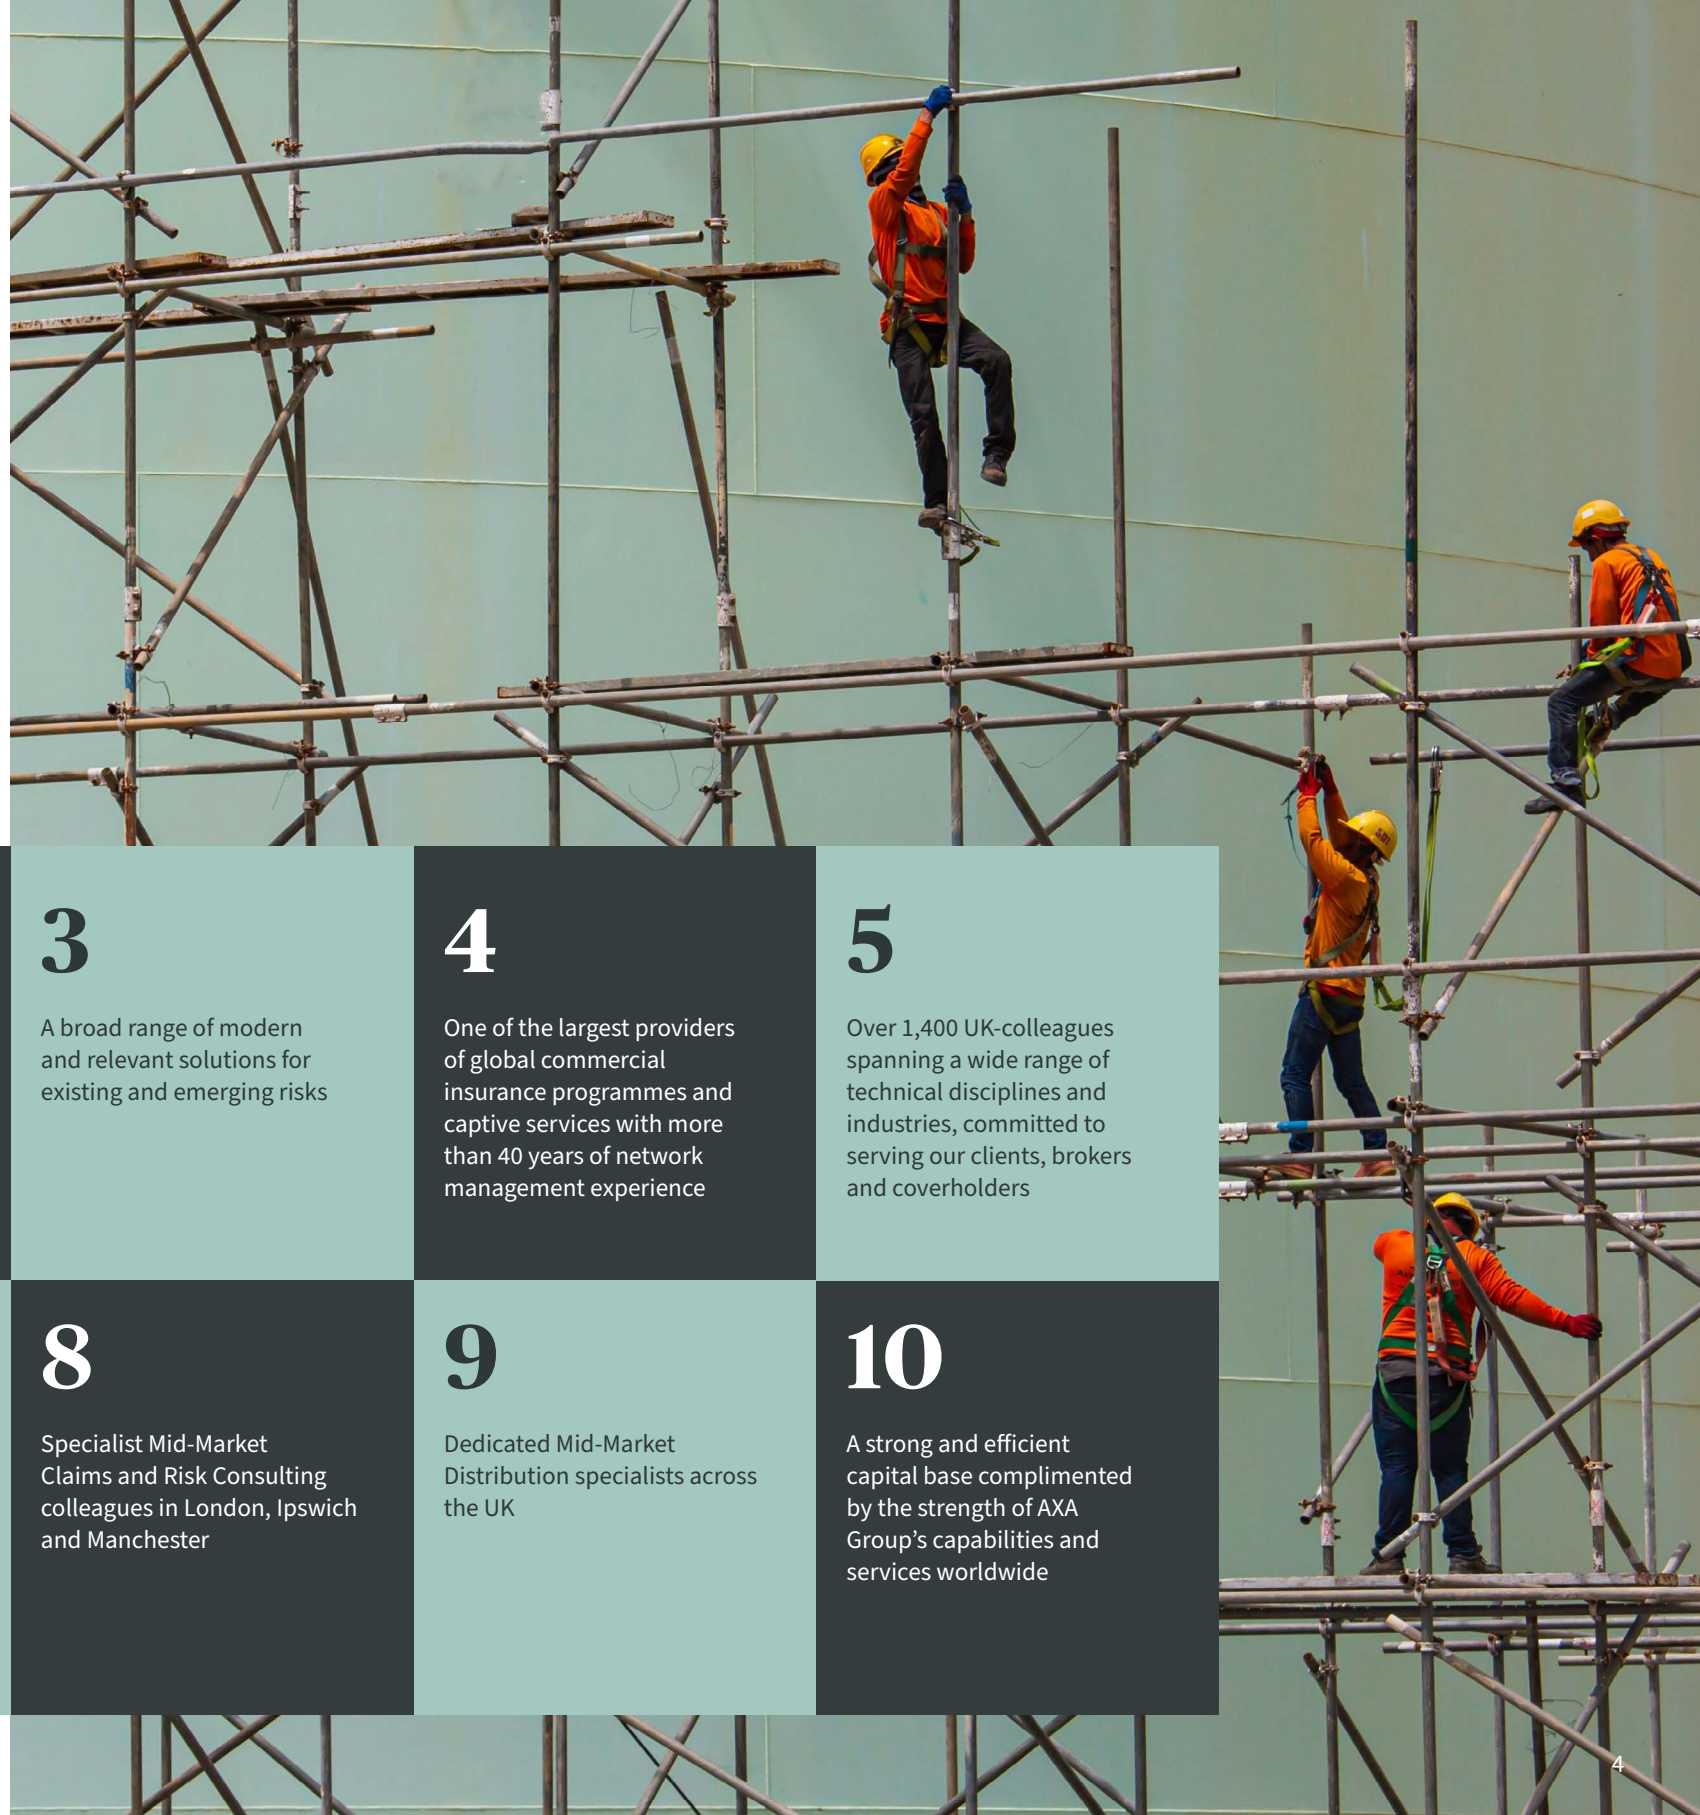 3
A broad range of modern
and relevant solutions for
existing and emerging risks
4
One of the largest providers
of global commercial
insurance programmes and
captive services with more
than 40 years of network
management experience
5
Over 1,400 UK-colleagues
spanning a wide range of
technical disciplines and
industries, committed to
serving our clients, brokers
and coverholders
8
Specialist Mid-Market
Claims and Risk Consulting
colleagues in London, Ipswich
and Manchester
9
Dedicated Mid-Market
Distribution specialists across
the UK
10
A strong and efficient
capital base complimented
by the strength of AXA
Group’s capabilities and
services worldwide
4